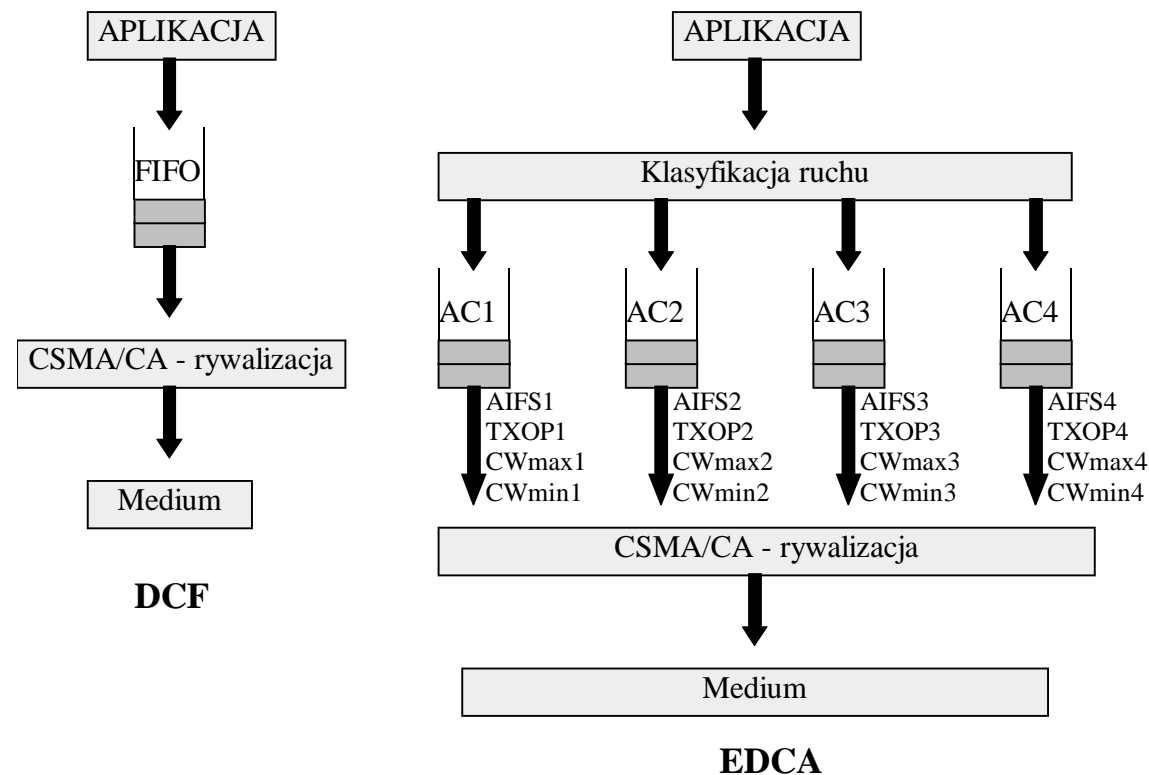 APLIKACJA
FIFO
CSMA/CA - rywalizacja
Medium
DCF
APLIKACJA
Klasyfikacja ruchu
AC1
AC2
AC3
AC4
AIFS1
TXOP1
CWmax1
CWmin1
AIFS2
TXOP2
CWmax2
CWmin2
AIFS3
TXOP3
CWmax3
CWmin3
AIFS4
TXOP4
CWmax4
CWmin4
CSMA/CA - rywalizacja
Medium
EDCA